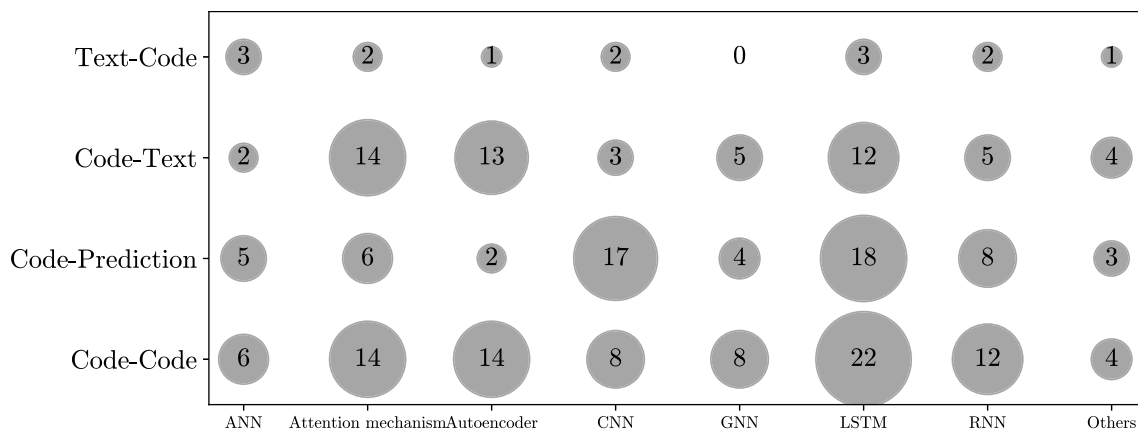 Text-Code 3 2 1 2 0 3 2 1
Code-Text 2 14 13 3 5 12 5 4
Code-Prediction 5 6 2 17 4 18 8 3
Code-Code 6 14 14 8 8 22 12 4
ANN Attention mechanism Autoencoder CNN GNN LSTM RNN Others